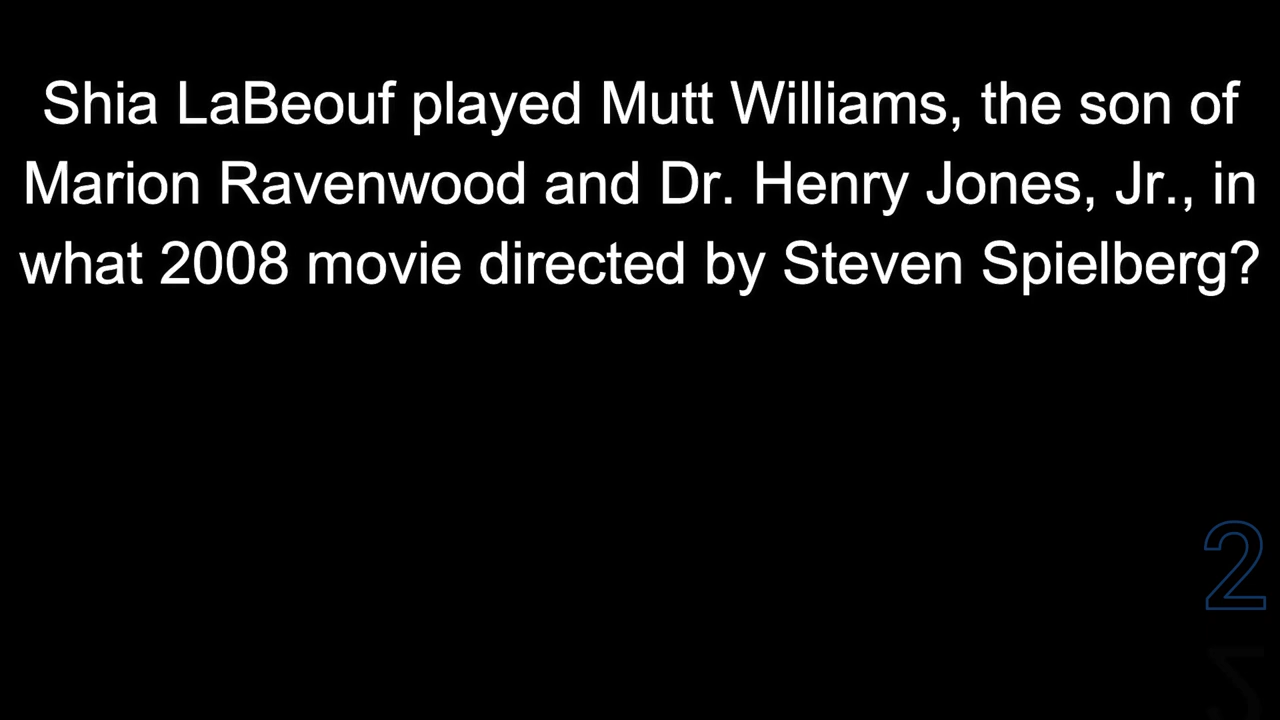 Shia LaBeouf played Mutt Williams, the son of
Marion Ravenwood and Dr. Henry Jones, Jr., in
what 2008 movie directed by Steven Spielberg?
2